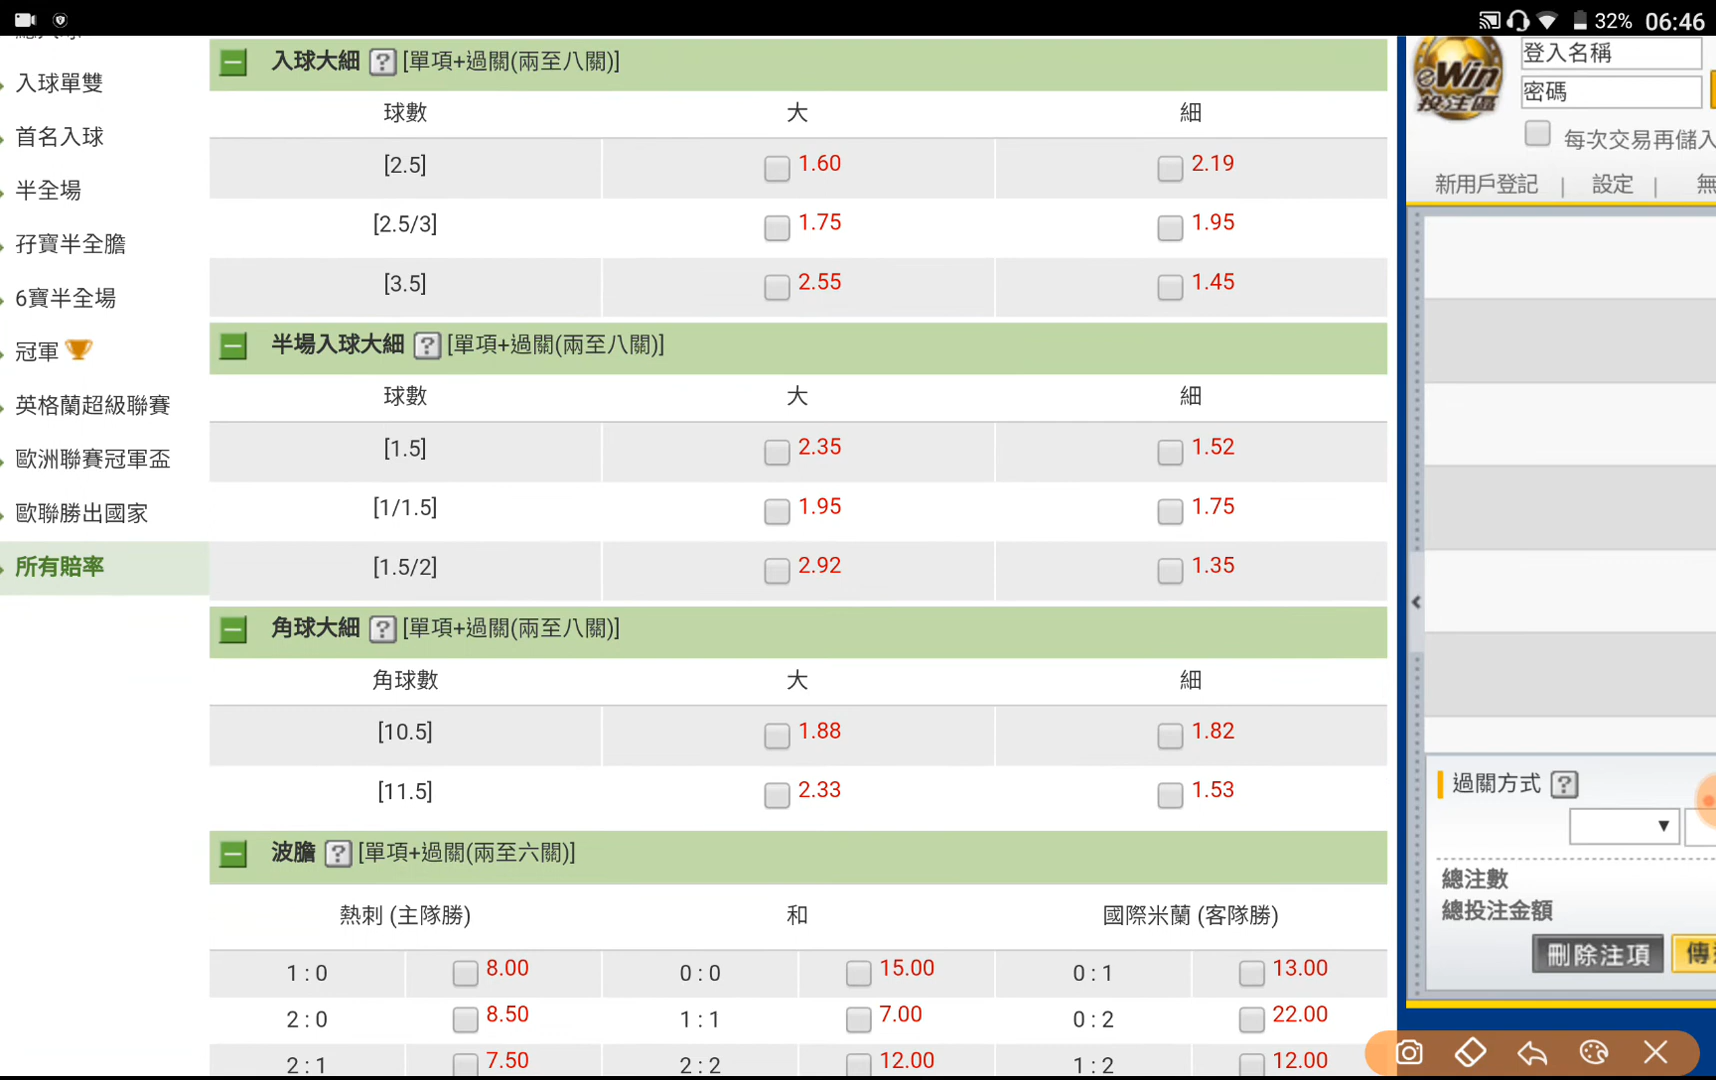 32% 06:46
入球單雙
首名入球
半全場
孖寶半全膽
6寶半全場
冠軍
英格蘭超級聯賽
歐洲聯賽冠軍盃
歐聯勝出國家
所有賠率
入球大細 ? [單項+過關(兩至八關)]
球數 大 細
[2.5] 1.60 2.19
[2.5/3] 1.75 1.95
[3.5] 2.55 1.45
半場入球大細 ? [單項+過關(兩至八關)]
球數 大 細
[1.5] 2.35 1.52
[1/1.5] 1.95 1.75
[1.5/2] 2.92 1.35
角球大細 ? [單項+過關(兩至八關)]
角球數 大 細
[10.5] 1.88 1.82
[11.5] 2.33 1.53
波膽 ? [單項+過關(兩至六關)]
熱刺 (主隊勝) 和 國際米蘭 (客隊勝)
1 : 0 8.00 0 : 0 15.00 0 : 1 13.00
2 : 0 8.50 1 : 1 7.00 0 : 2 22.00
2 : 1 7.50 2 : 2 12.00 1 : 2 12.00
eWin
投注區
登入名稱
密碼
每次交易再儲入
新用戶登記 | 設定 | 無
過關方式 ?
總注數
總投注金額
刪除注項